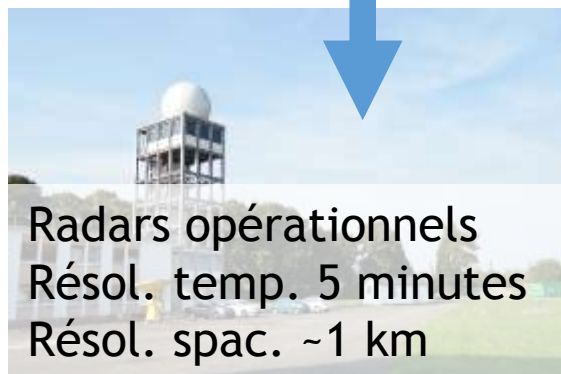 Radars opérationnels
Résol. temp. 5 minutes
Résol. spac. ~1 km